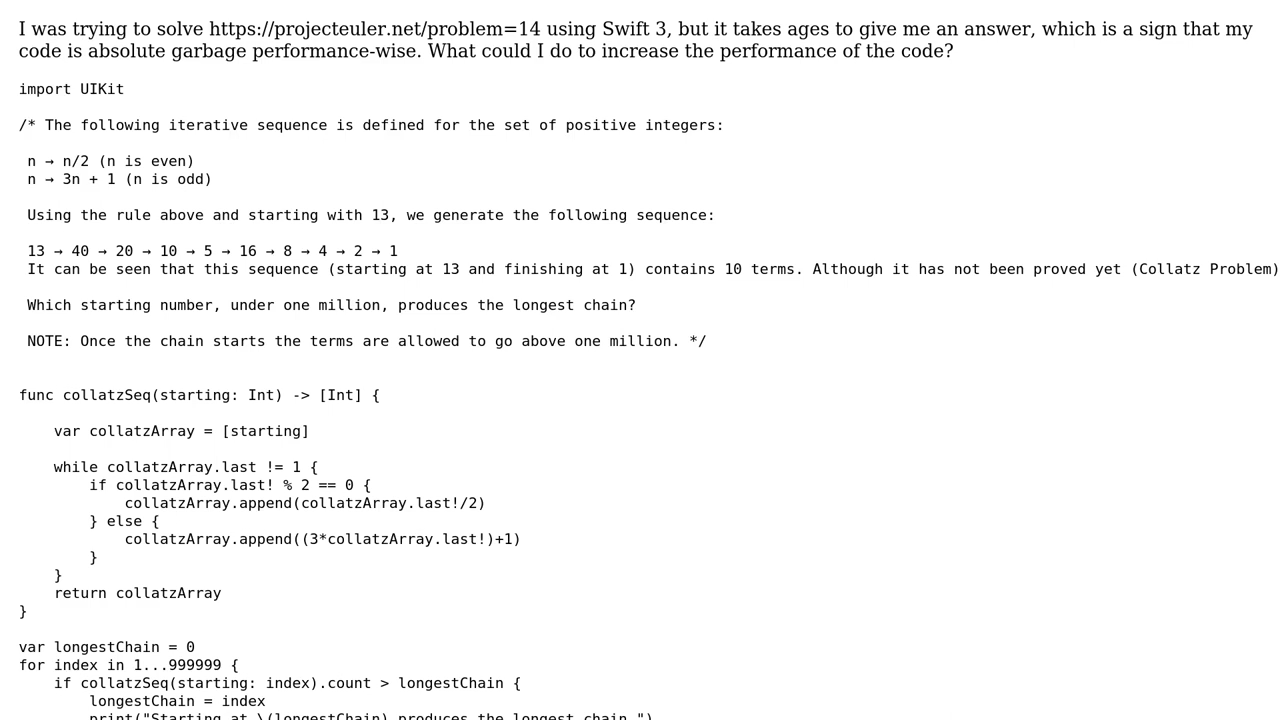 I was trying to solve https://projecteuler.net/problem=14 using Swift 3, but it takes ages to give me an answer, which is a sign that my
code is absolute garbage performance-wise. What could I do to increase the performance of the code?
import UIKit
/* The following iterative sequence is defined for the set of positive integers:
n → n/2 (n is even)
n → 3n + 1 (n is odd)
Using the rule above and starting with 13, we generate the following sequence:
13 → 40 → 20 → 10 → 5 → 16 → 8 → 4 → 2 → 1
It can be seen that this sequence (starting at 13 and finishing at 1) contains 10 terms. Although it has not been proved yet (Collatz Problem)
Which starting number, under one million, produces the longest chain?
NOTE: Once the chain starts the terms are allowed to go above one million. */
func collatzSeq(starting: Int) -> [Int] {
    var collatzArray = [starting]
    while collatzArray.last != 1 {
        if collatzArray.last! % 2 == 0 {
            collatzArray.append(collatzArray.last!/2)
        } else {
            collatzArray.append((3*collatzArray.last!)+1)
        }
    }
    return collatzArray
}
var longestChain = 0
for index in 1...999999 {
    if collatzSeq(starting: index).count > longestChain {
        longestChain = index
        print("Starting at \(longestChain) produces the longest chain.")